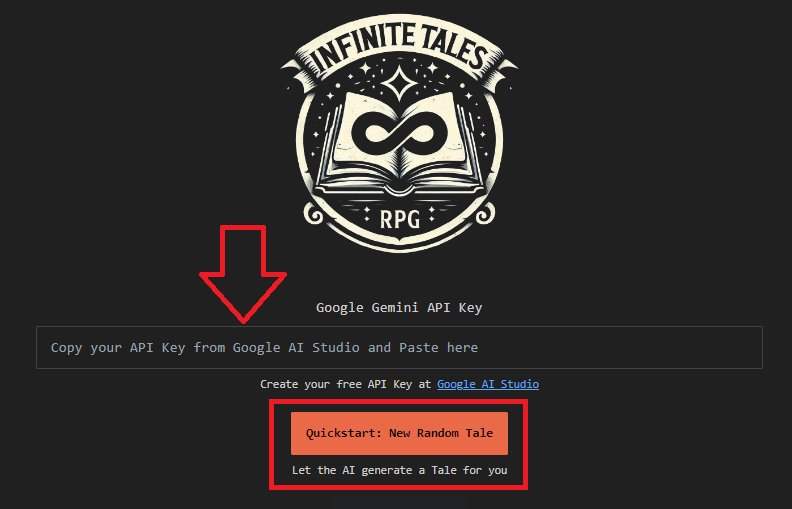 INFINITE TALES
RPG
Google Gemini API Key
Copy your API Key from Google AI Studio and Paste here
Create your free API Key at Google AI Studio
Quickstart: New Random Tale
Let the AI generate a Tale for you